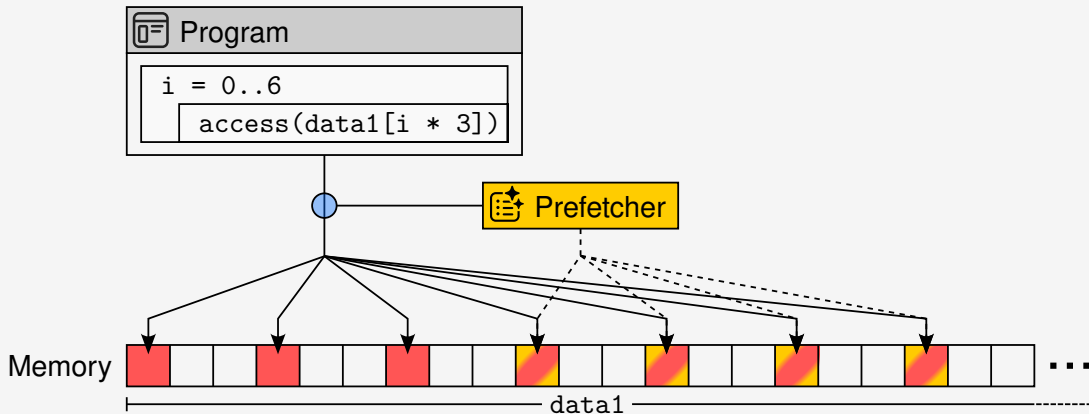 Program
i = 0..6
access(data1[i * 3])
Prefetcher
Memory
...
data1